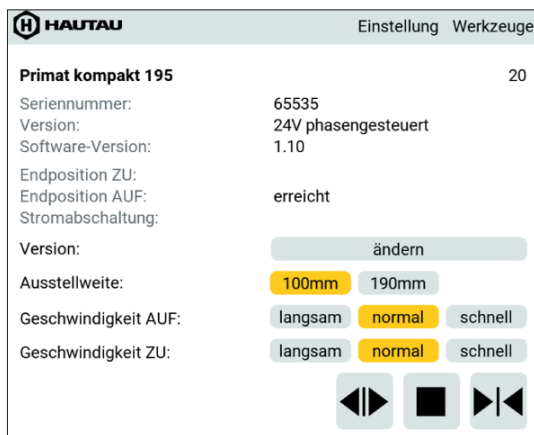 HAUTAU Einstellung Werkzeuge
Primat kompakt 195 20
Seriennummer: 65535
Version: 24V phasengesteuert
Software-Version: 1.10
Endposition ZU:
Endposition AUF: erreicht
Stromabschaltung:
Version: ändern
Ausstellweite: 100mm 190mm
Geschwindigkeit AUF: langsam normal schnell
Geschwindigkeit ZU: langsam normal schnell